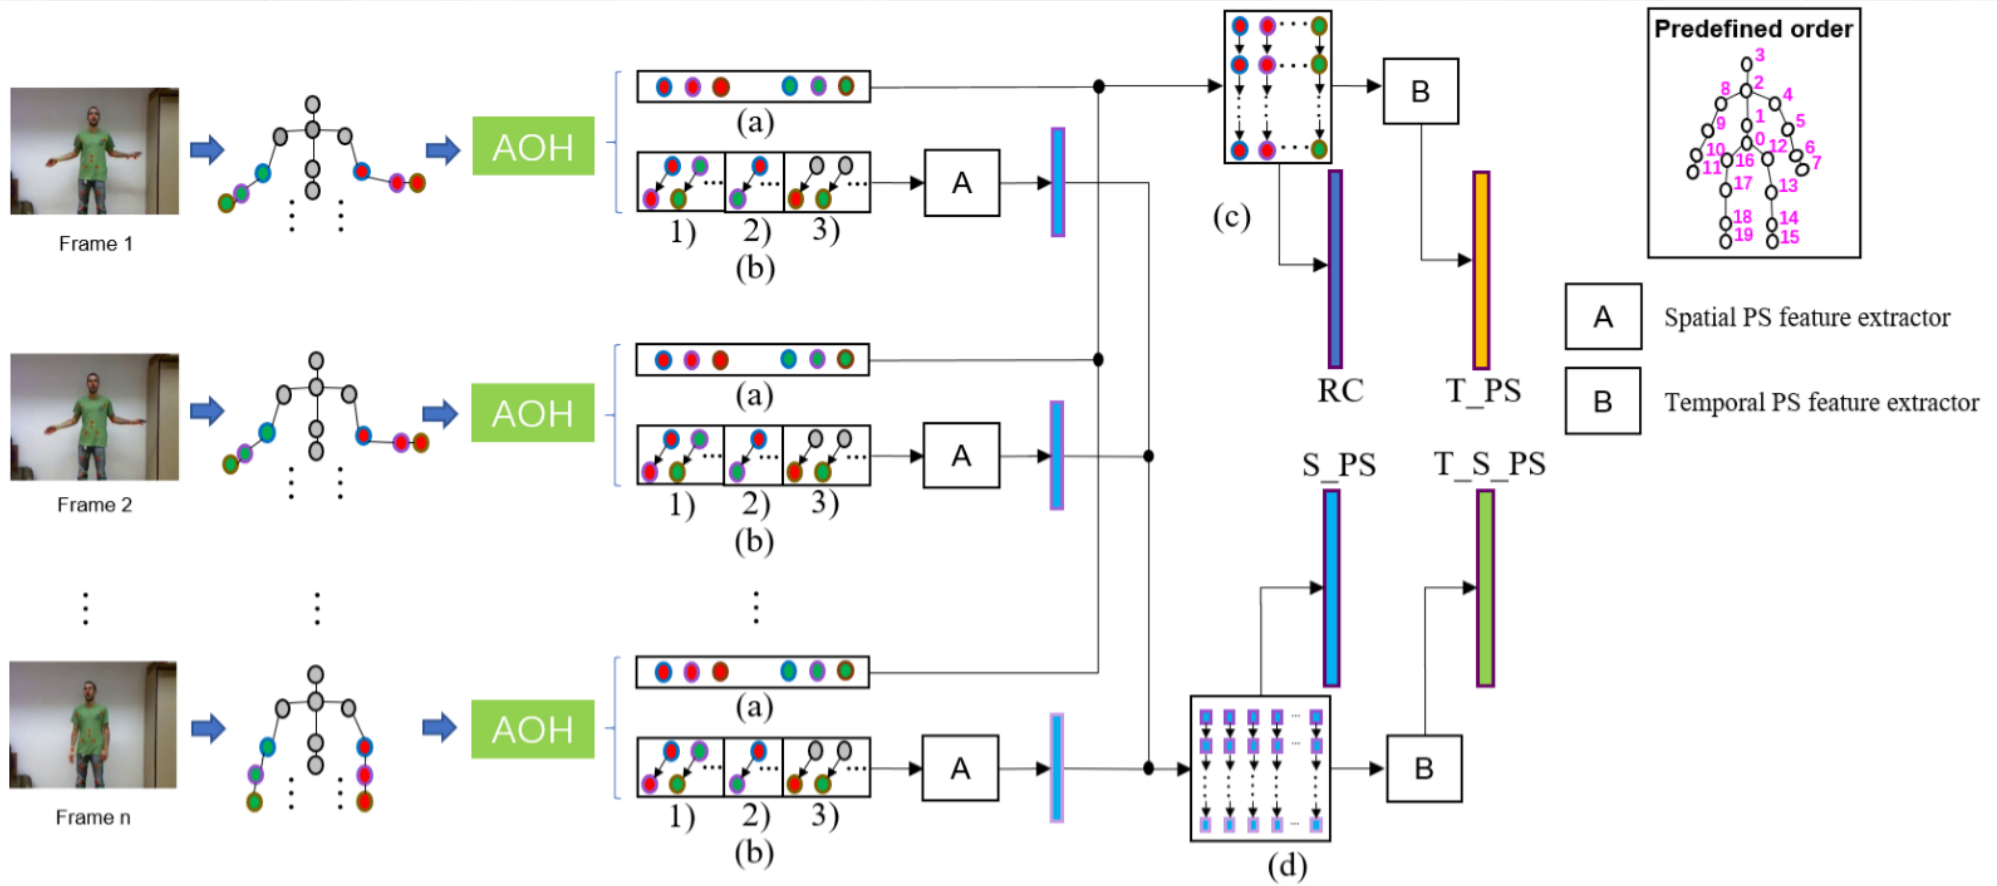 Frame 1
AOH
(a)
1) 2) 3)
(b)
A
(c)
B
RC
T_PS
Predefined order
3
2
8
4
1
9
5
0
10
12
6
11
16
7
17
13
18
14
19
15
A Spatial PS feature extractor
B Temporal PS feature extractor
Frame 2
AOH
(a)
1) 2) 3)
(b)
A
S_PS
T_S_PS
Frame n
AOH
(a)
1) 2) 3)
(b)
A
(d)
B